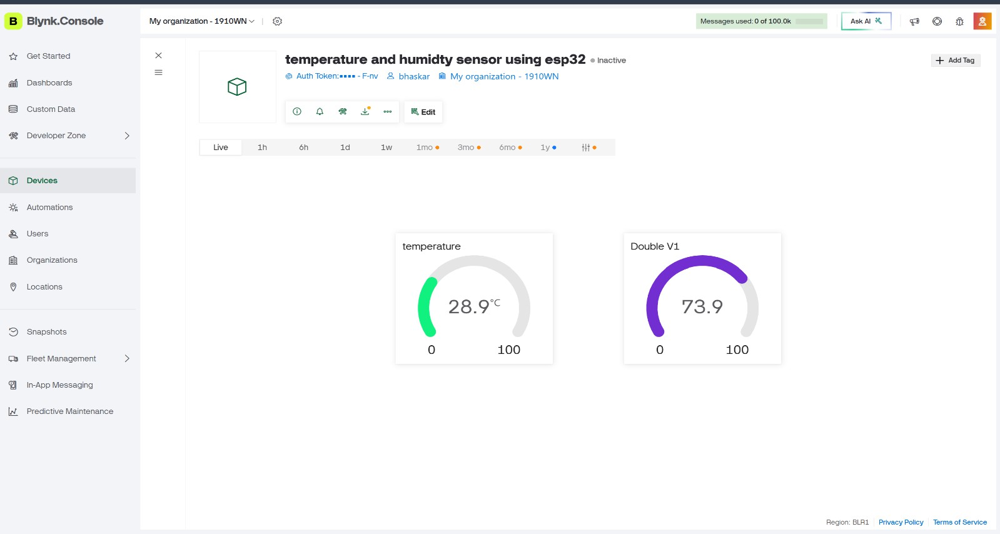 B Blynk.Console
My organization - 1910WN
Messages used: 0 of 100.0k
Ask AI
Get Started
Dashboards
Custom Data
Developer Zone
Devices
Automations
Users
Organizations
Locations
Snapshots
Fleet Management
In-App Messaging
Predictive Maintenance
temperature and humidty sensor using esp32 Inactive
Add Tag
Auth Token:▪▪▪▪ - F-nv bhaskar My organization - 1910WN
Edit
Live 1h 6h 1d 1w 1mo 3mo 6mo 1y
temperature
28.9°C
0 100
Double V1
73.9
0 100
Region: BLR1 Privacy Policy Terms of Service